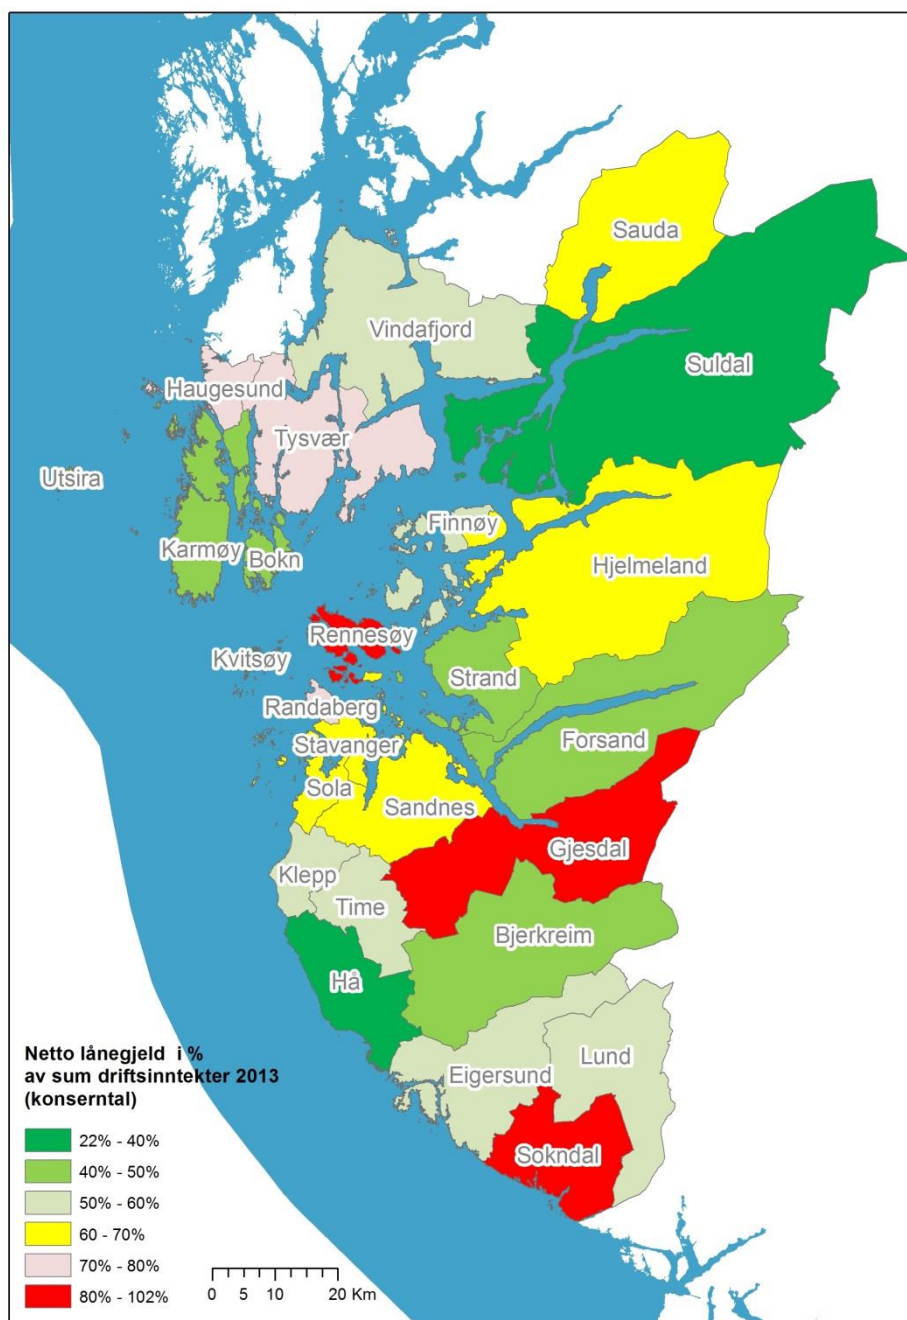 Sauda
Suldal
Vindafjord
Haugesund
Tysvær
Utsira
Karmøy
Bokn
Finnøy
Hjelmeland
Rennesøy
Kvitsøy
Strand
Randaberg
Forsand
Stavanger
Sola
Sandnes
Gjesdal
Klepp
Time
Bjerkreim
Hå
Lund
Eigersund
Sokndal
Netto lånegjeld i %
av sum driftsinntekter 2013
(konserntal)
22% - 40%
40% - 50%
50% - 60%
60 - 70%
70% - 80%
80% - 102%
0 5 10 20 Km